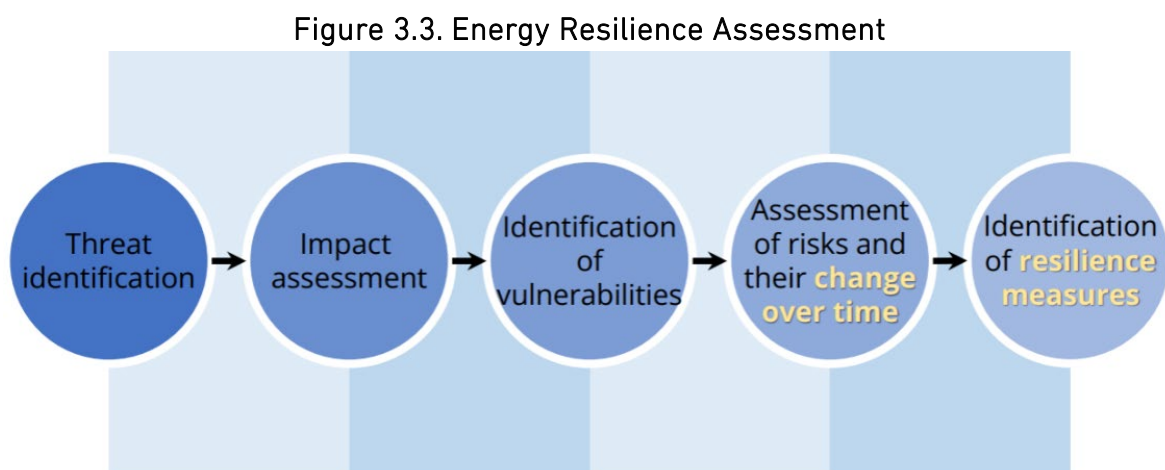 Figure 3.3. Energy Resilience Assessment
Threat
identification
Impact
assessment
Identification
of
vulnerabilities
Assessment
of risks and
their change
over time
Identification
of resilience
measures